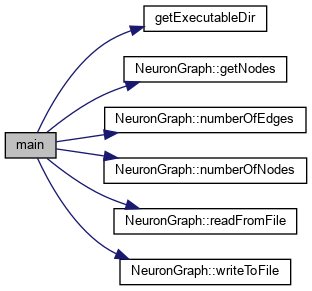 getExecutableDir
NeuronGraph::getNodes
NeuronGraph::numberOfEdges
main
NeuronGraph::numberOfNodes
NeuronGraph::readFromFile
NeuronGraph::writeToFile